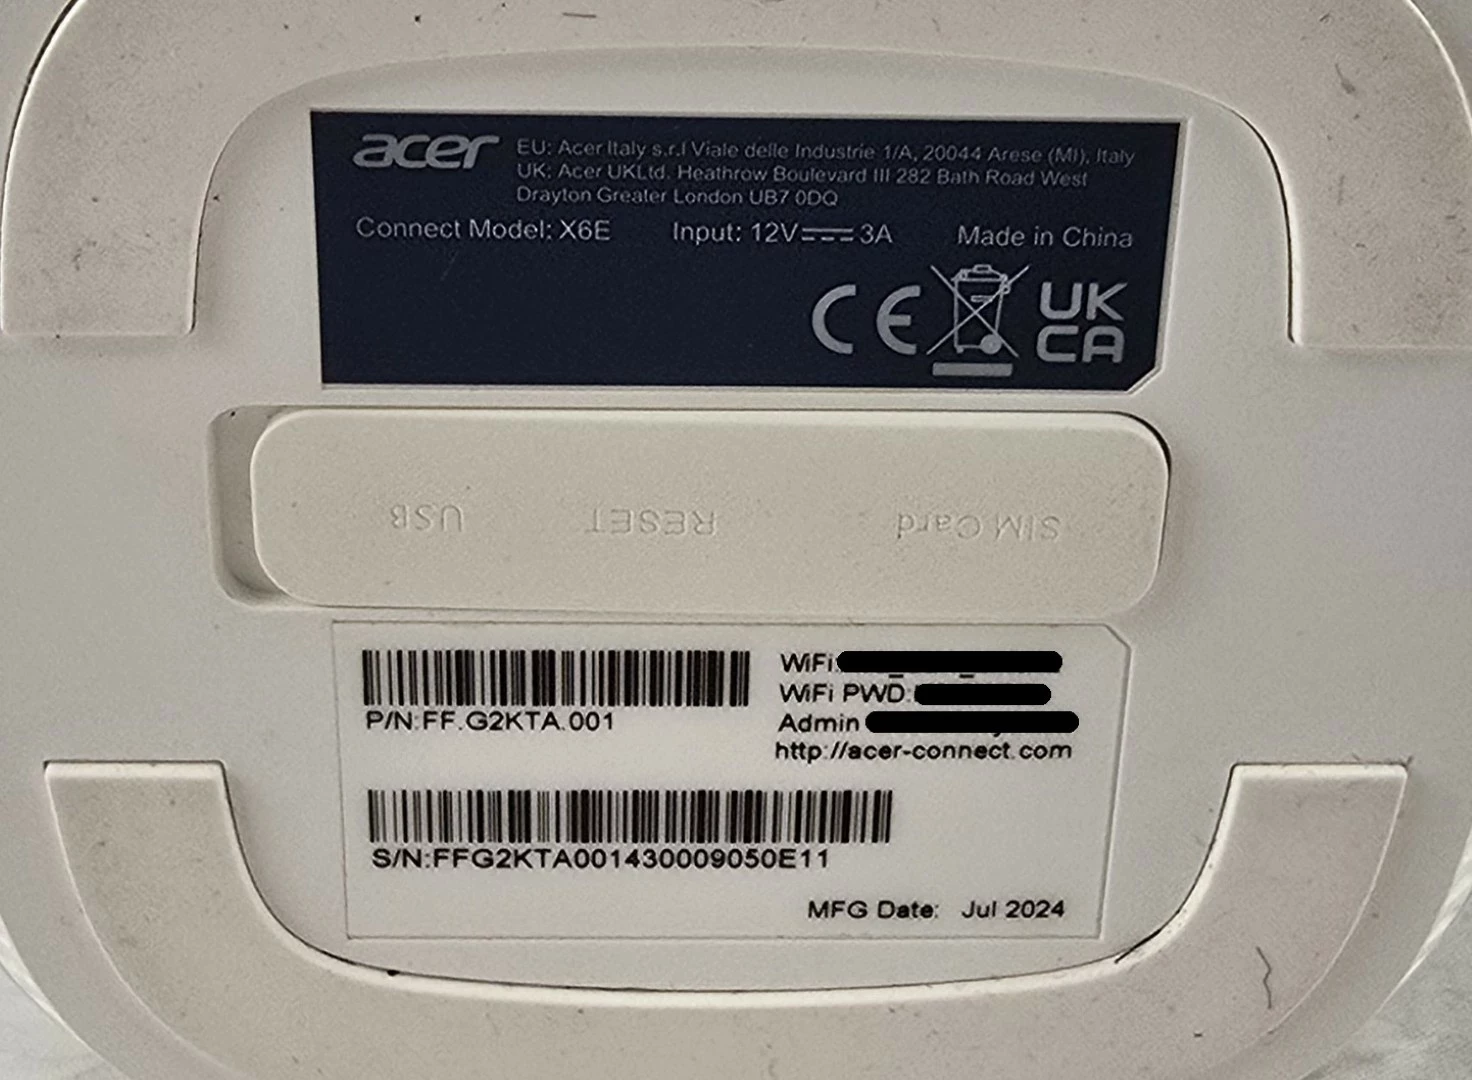 acer
EU: Acer Italy s.r.l Viale delle Industrie 1/A, 20044 Arese (MI), Italy
UK: Acer UKLtd. Heathrow Boulevard III 282 Bath Road West
Drayton Greater London UB7 0DQ
Connect Model: X6E Input: 12V⎓3A Made in China
CE UK
CA
USB RESET SIM Card
WiFi:
WiFi PWD:
P/N:FF.G2KTA.001
Admin
http://acer-connect.com
S/N:FFG2KTA001430009050E11
MFG Date: Jul 2024